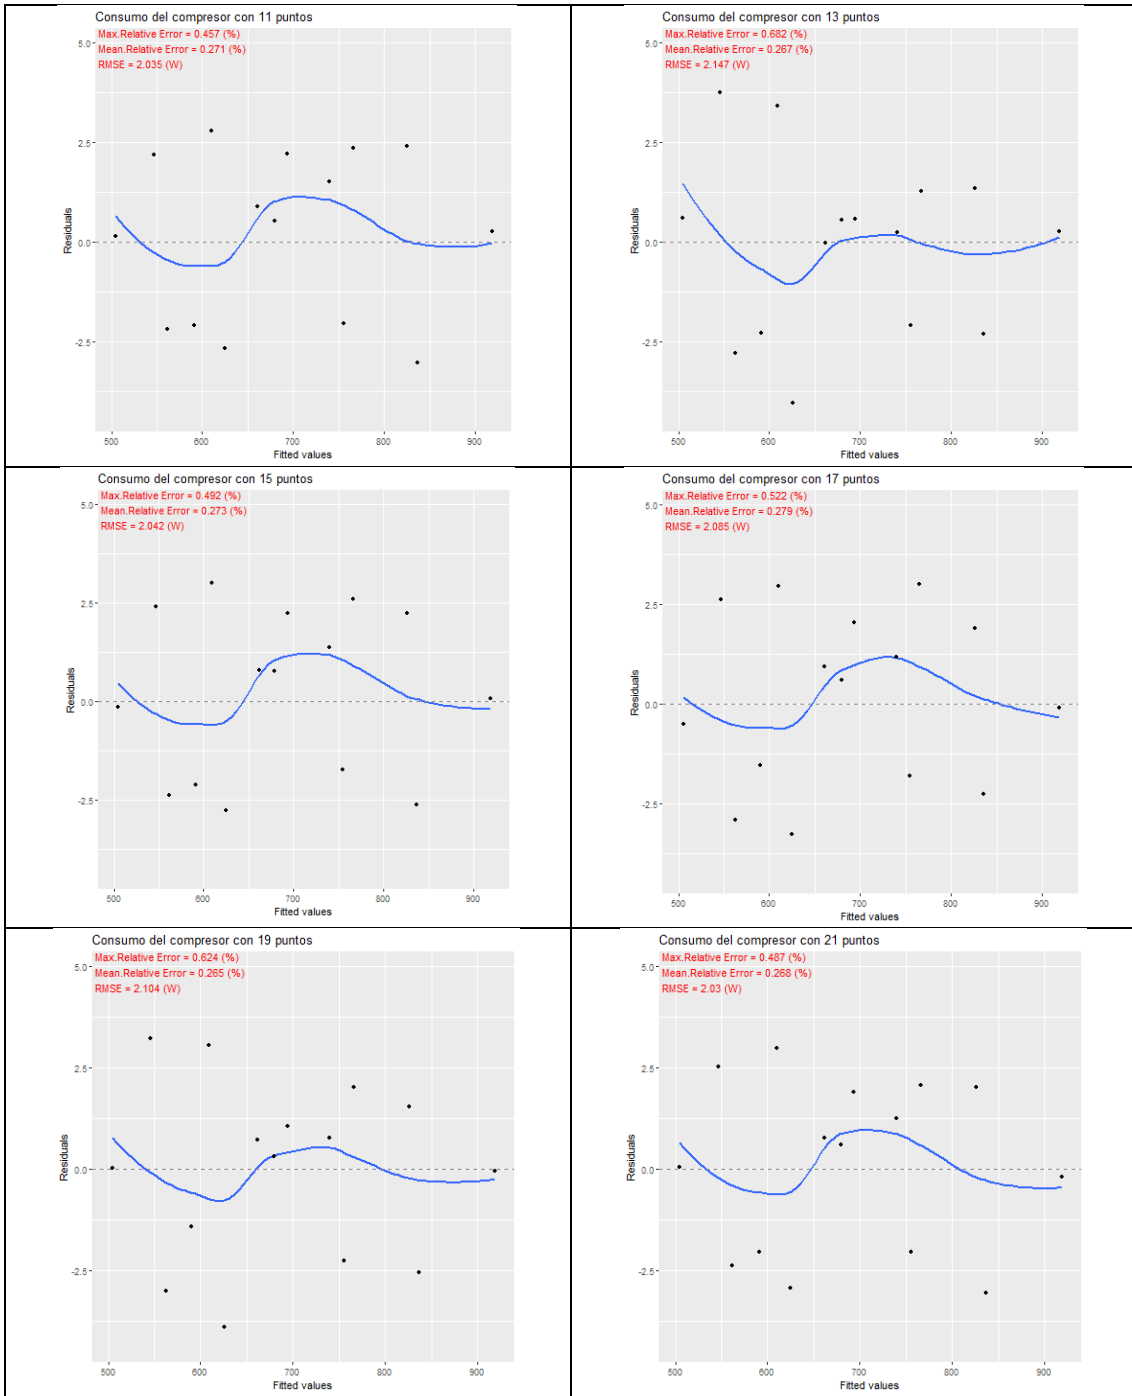 Consumo del compresor con 11 puntos
Max.Relative Error = 0.457 (%)
Mean.Relative Error = 0.271 (%)
RMSE = 2.035 (W)
5.0
2.5
0.0
-2.5
Residuals
500 600 700 800 900
Fitted values
Consumo del compresor con 13 puntos
Max.Relative Error = 0.682 (%)
Mean.Relative Error = 0.267 (%)
RMSE = 2.147 (W)
5.0
2.5
0.0
-2.5
Residuals
500 600 700 800 900
Fitted values
Consumo del compresor con 15 puntos
Max.Relative Error = 0.492 (%)
Mean.Relative Error = 0.273 (%)
RMSE = 2.042 (W)
5.0
2.5
0.0
-2.5
Residuals
500 600 700 800 900
Fitted values
Consumo del compresor con 17 puntos
Max.Relative Error = 0.522 (%)
Mean.Relative Error = 0.279 (%)
RMSE = 2.085 (W)
5.0
2.5
0.0
-2.5
Residuals
500 600 700 800 900
Fitted values
Consumo del compresor con 19 puntos
Max.Relative Error = 0.624 (%)
Mean.Relative Error = 0.265 (%)
RMSE = 2.104 (W)
5.0
2.5
0.0
-2.5
Residuals
500 600 700 800 900
Fitted values
Consumo del compresor con 21 puntos
Max.Relative Error = 0.487 (%)
Mean.Relative Error = 0.268 (%)
RMSE = 2.03 (W)
5.0
2.5
0.0
-2.5
Residuals
500 600 700 800 900
Fitted values